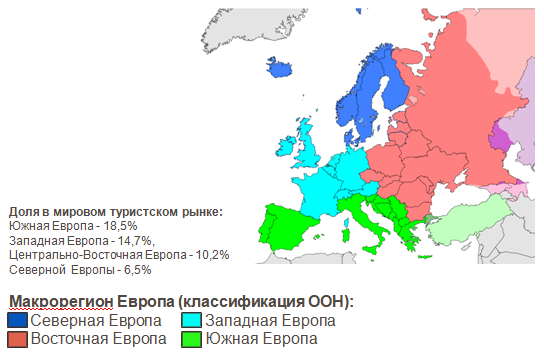 Доля в мировом туристском рынке:
Южная Европа - 18,5%
Западная Европа - 14,7%,
Центрально-Восточная Европа - 10,2%
Северной Европы - 6,5%
Макрорегион Европа (классификация ООН):
Северная Европа Западная Европа
Восточная Европа Южная Европа